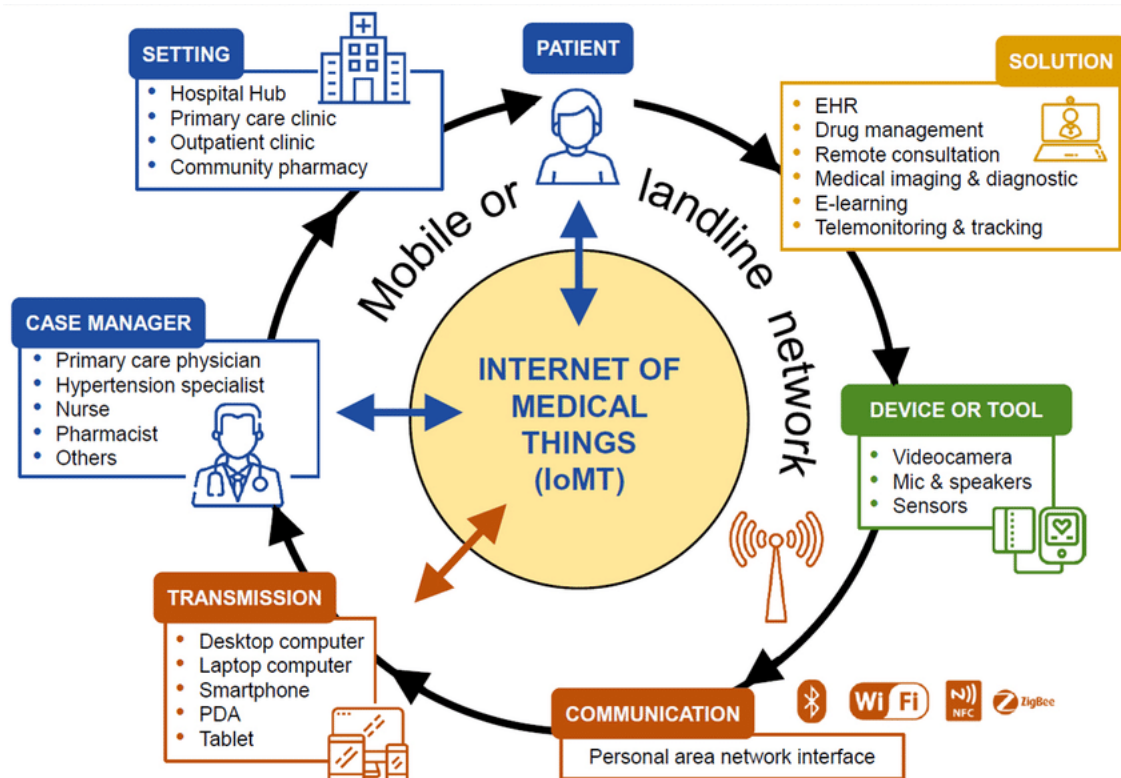 PATIENT
SOLUTION
EHR
Drug management
Remote consultation
Medical imaging & diagnostic
E-learning
Telemonitoring & tracking
DEVICE OR TOOL
Videocamera
Mic & speakers
Sensors
COMMUNICATION
Personal area network interface
WiFi
NFC
ZigBee
TRANSMISSION
Desktop computer
Laptop computer
Smartphone
PDA
Tablet
CASE MANAGER
Primary care physician
Hypertension specialist
Nurse
Pharmacist
Others
SETTING
Hospital Hub
Primary care clinic
Outpatient clinic
Community pharmacy
Mobile or landline network
INTERNET OF
MEDICAL
THINGS
(IoMT)